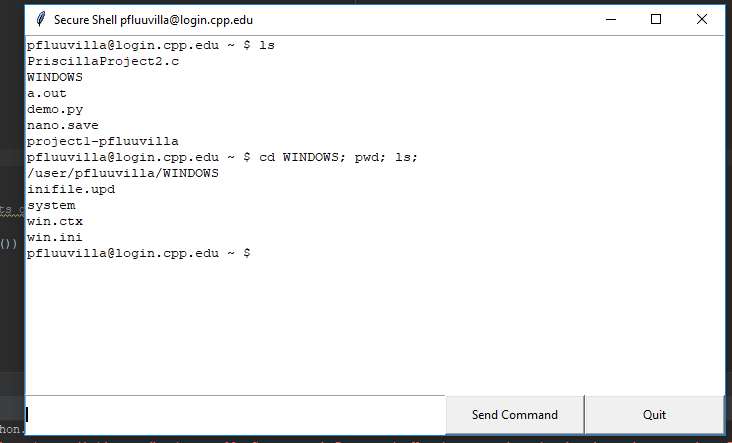 Secure Shell pfluuvilla@login.cpp.edu
pfluuvilla@login.cpp.edu ~ $ ls
PriscillaProject2.c
WINDOWS
a.out
demo.py
nano.save
project1-pfluuvilla
pfluuvilla@login.cpp.edu ~ $ cd WINDOWS; pwd; ls;
/user/pfluuvilla/WINDOWS
inifile.upd
system
win.ctx
win.ini
pfluuvilla@login.cpp.edu ~ $
Send Command
Quit
ts
())
hon.